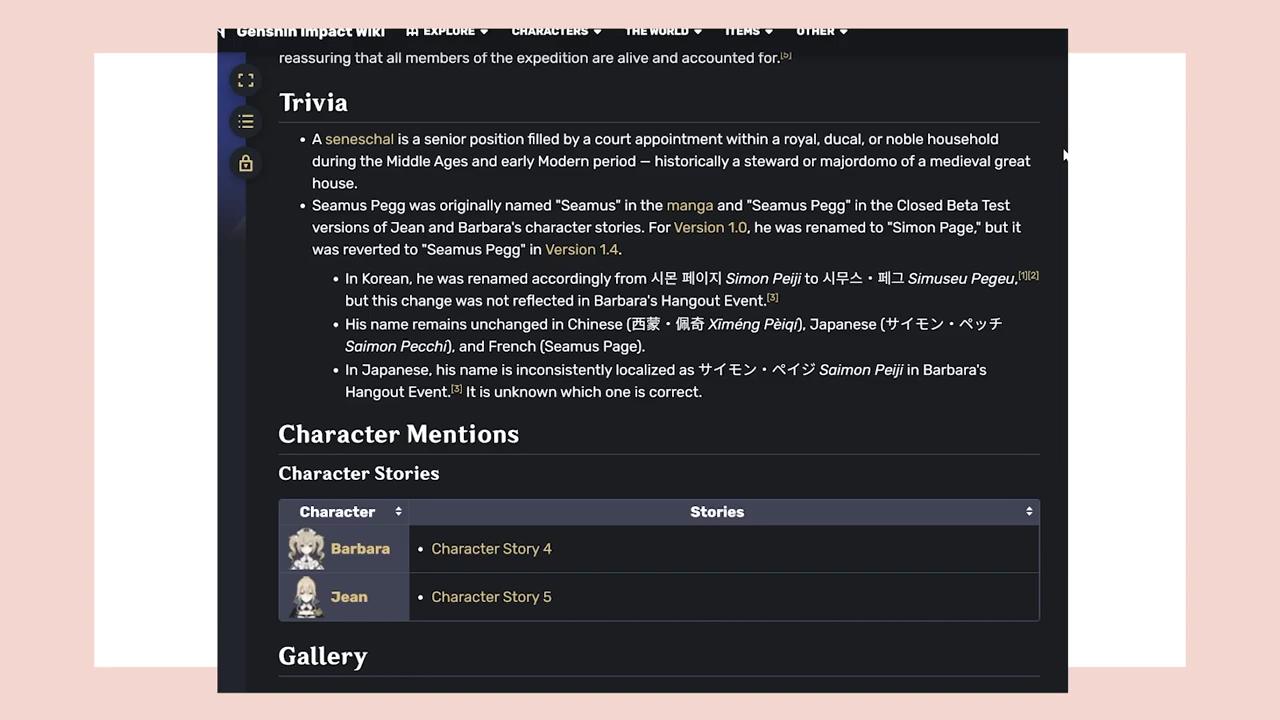 Genshin Impact Wiki EXPLORE CHARACTERS THE WORLD ITEMS OTHER
reassuring that all members of the expedition are alive and accounted for.[5]
Trivia
• A seneschal is a senior position filled by a court appointment within a royal, ducal, or noble household
during the Middle Ages and early Modern period — historically a steward or majordomo of a medieval great
house.
• Seamus Pegg was originally named "Seamus" in the manga and "Seamus Pegg" in the Closed Beta Test
versions of Jean and Barbara's character stories. For Version 1.0, he was renamed to "Simon Page," but it
was reverted to "Seamus Pegg" in Version 1.4.
• In Korean, he was renamed accordingly from 시몬 페이지 Simon Peiji to 시무스・페그 Simuseu Pegeu,[1][2]
but this change was not reflected in Barbara's Hangout Event.[3]
• His name remains unchanged in Chinese (西蒙・佩奇 Xīméng Pèiqí), Japanese (サイモン・ペッチ
Saimon Pecchi), and French (Seamus Page).
• In Japanese, his name is inconsistently localized as サイモン・ペイジ Saimon Peiji in Barbara's
Hangout Event.[3] It is unknown which one is correct.
Character Mentions
Character Stories
Character Stories
Barbara • Character Story 4
Jean • Character Story 5
Gallery